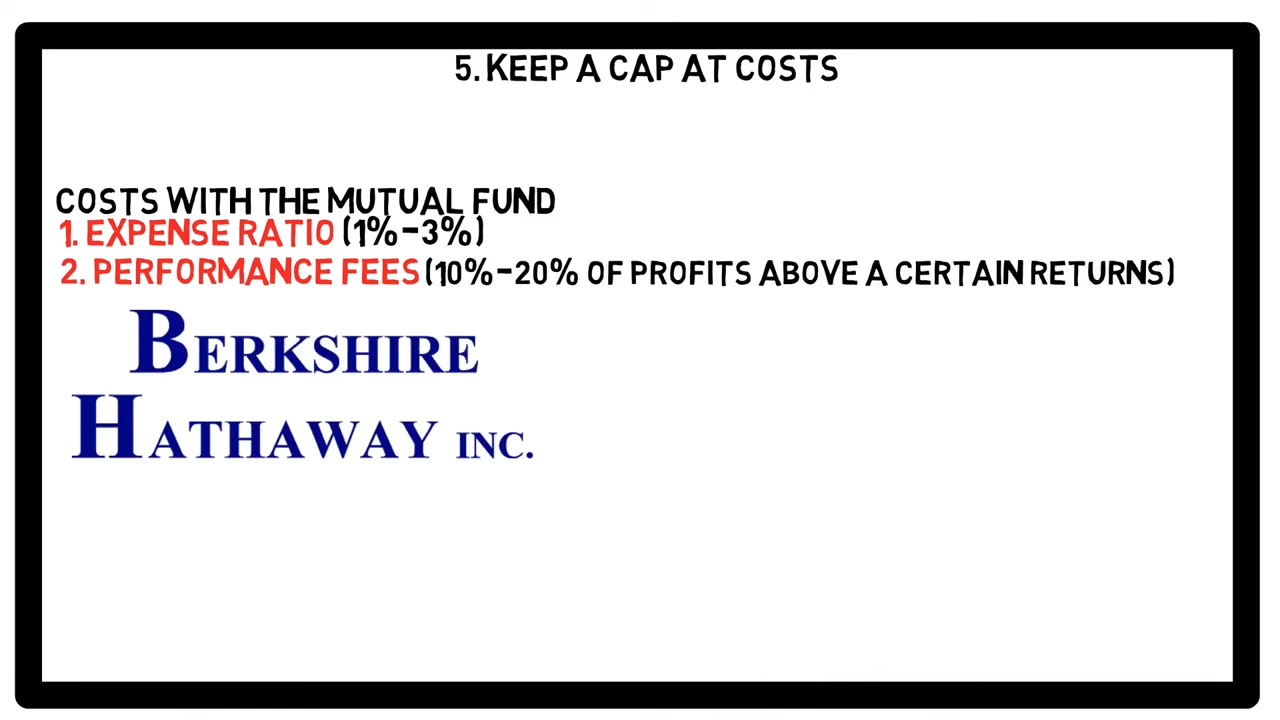 5. KEEP A CAP AT COSTS
COSTS WITH THE MUTUAL FUND
1. EXPENSE RATIO (1%-3%)
2. PERFORMANCE FEES (10%-20% OF PROFITS ABOVE A CERTAIN RETURNS)
BERKSHIRE
HATHAWAY INC.